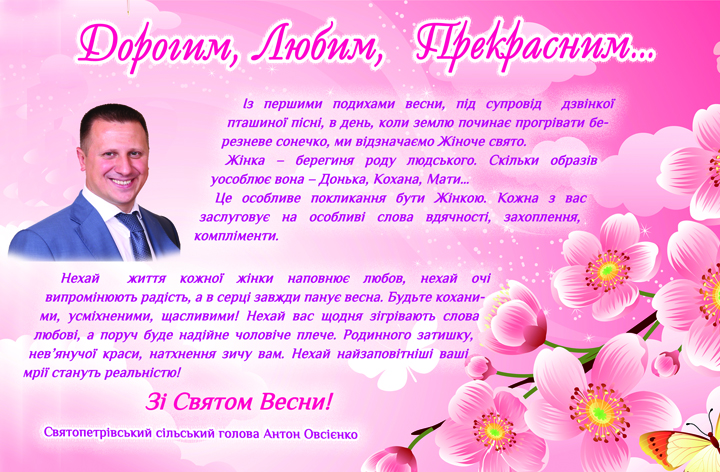 Дорогим, Любим, Прекрасним...
Із першими подихами весни, під супровід дзвінкої
пташиної пісні, в день, коли землю починає прогрівати бе-
резневе сонечко, ми відзначаємо Жіноче свято.
Жінка – берегиня роду людського. Скільки образів
уособлює вона – Донька, Кохана, Мати...
Це особливе покликання бути Жінкою. Кожна з вас
заслуговує на особливі слова вдячності, захоплення,
компліменти.
Нехай життя кожної жінки наповнює любов, нехай очі
випромінюють радість, а в серці завжди панує весна. Будьте кохани-
ми, усміхненими, щасливими! Нехай вас щодня зігрівають слова
любові, а поруч буде надійне чоловіче плече. Родинного затишку,
нев’янучої краси, натхнення зичу вам. Нехай найзаповітніші ваші
мрії стануть реальністю!
Зі Святом Весни!
Святопетрівський сільський голова Антон Овсієнко